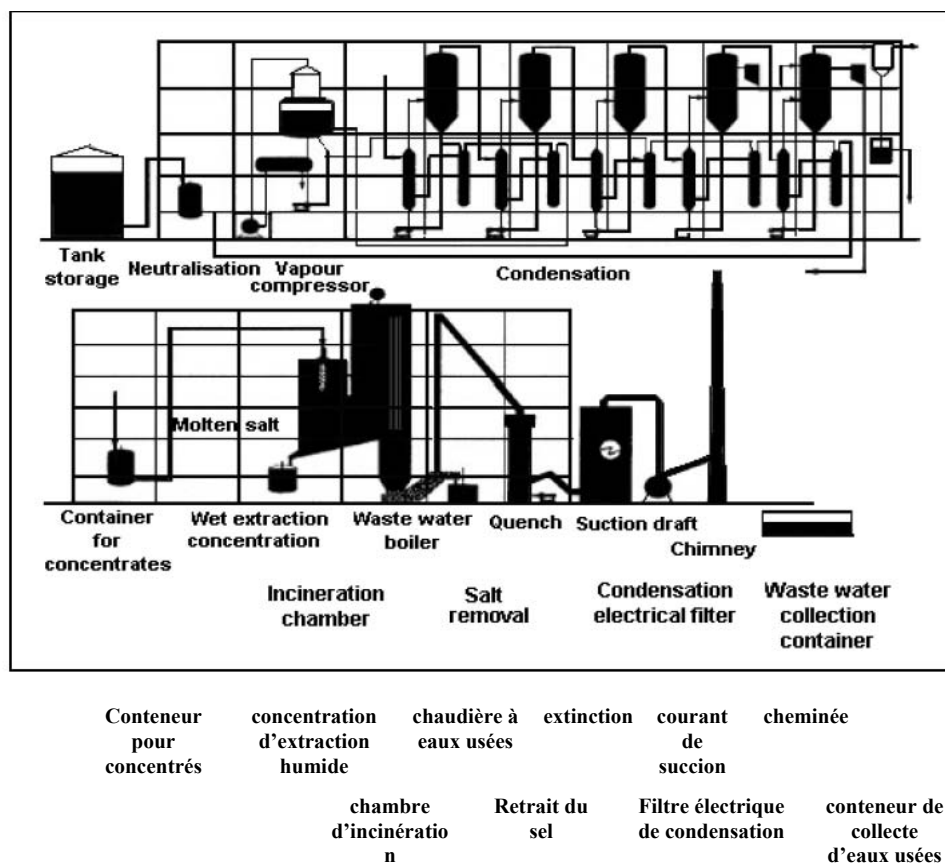 Tank
storage
Neutralisation
Vapour
compressor
Condensation
Molten salt
Container
for
concentrates
Wet extraction
concentration
Waste water
boiler
Quench
Suction draft
Chimney
Incineration
chamber
Salt
removal
Condensation
electrical filter
Waste water
collection
container
Conteneur
pour
concentrés
concentration
d'extraction
humide
chaudière à
eaux usées
extinction
courant
de
succion
cheminée
chambre
d'incinératio
n
Retrait du
sel
Filtre électrique
de condensation
conteneur de
collecte
d'eaux usées